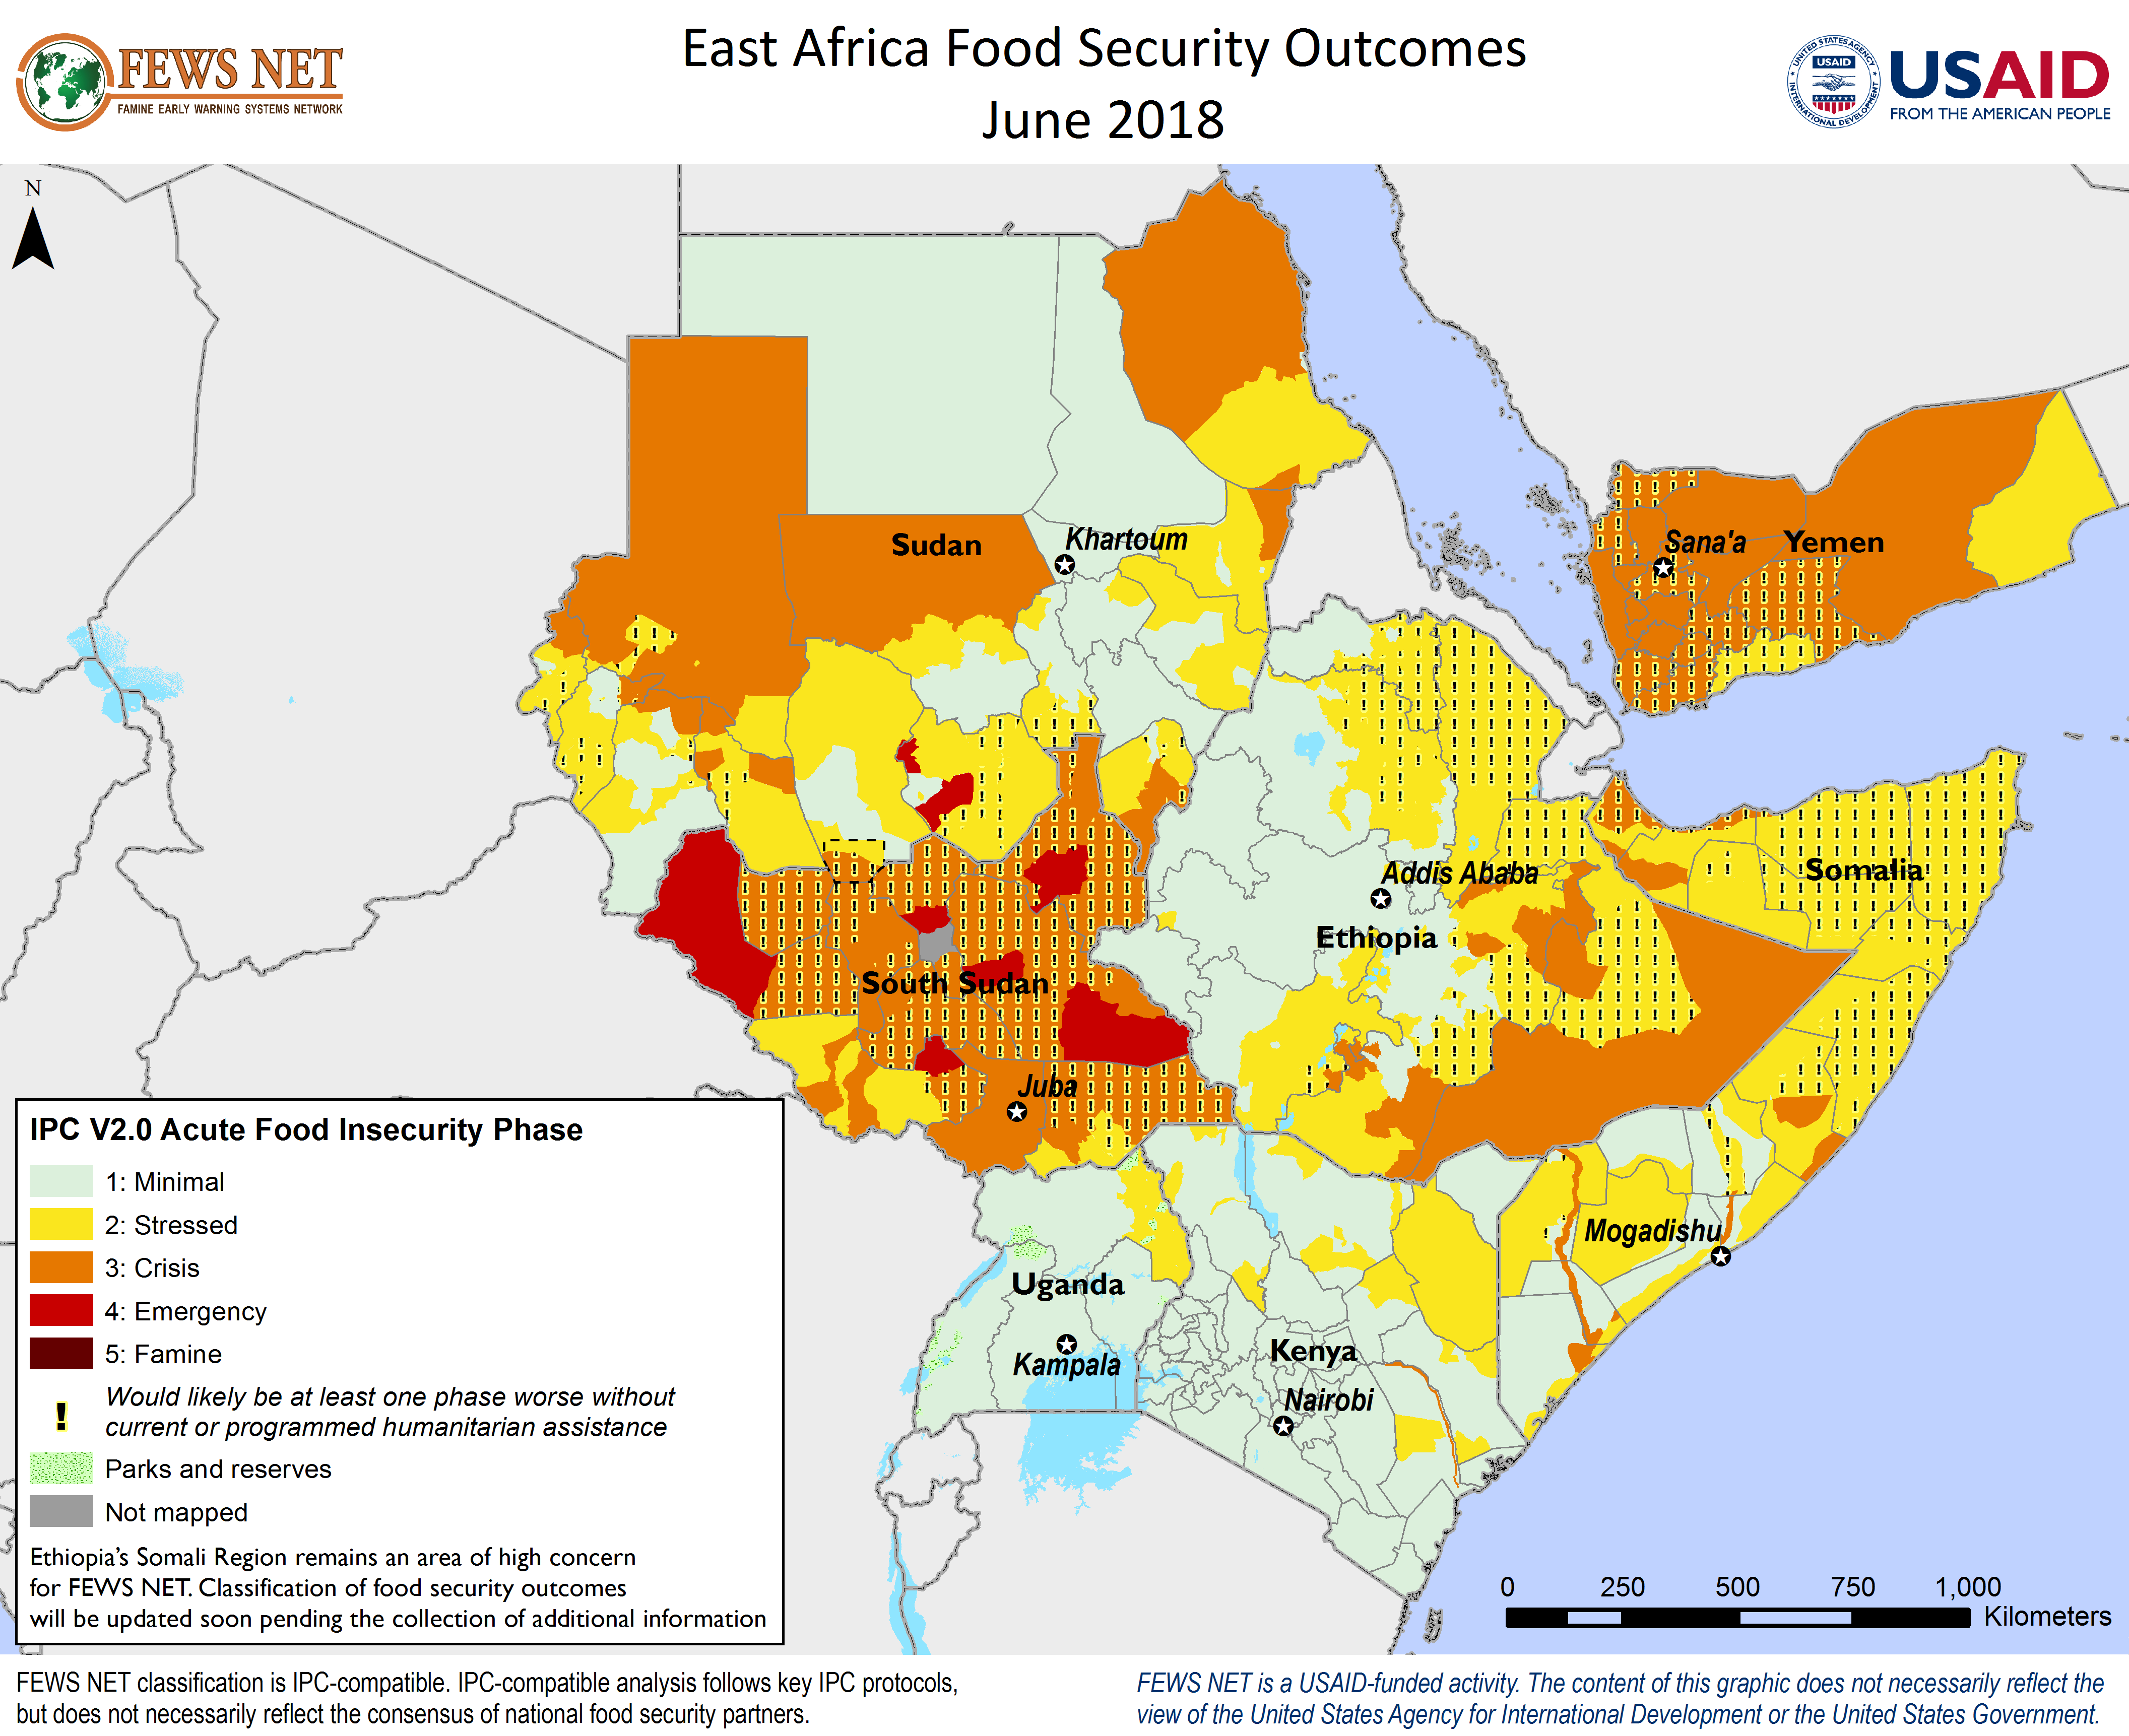 FEWS NET
FAMINE EARLY WARNING SYSTEMS NETWORK
East Africa Food Security Outcomes
June 2018
UNITED STATES AGENCY
USAID
INTERNATIONAL DEVELOPMENT
USAID
FROM THE AMERICAN PEOPLE
N
Sudan
Khartoum
Sana'a
Yemen
Addis Ababa
Somalia
Ethiopia
South Sudan
Juba
Mogadishu
Uganda
Kampala
Kenya
Nairobi
IPC V2.0 Acute Food Insecurity Phase
1: Minimal
2: Stressed
3: Crisis
4: Emergency
5: Famine
! Would likely be at least one phase worse without
current or programmed humanitarian assistance
Parks and reserves
Not mapped
Ethiopia’s Somali Region remains an area of high concern
for FEWS NET. Classification of food security outcomes
will be updated soon pending the collection of additional information
0 250 500 750 1,000
Kilometers
FEWS NET classification is IPC-compatible. IPC-compatible analysis follows key IPC protocols,
but does not necessarily reflect the consensus of national food security partners.
FEWS NET is a USAID-funded activity. The content of this graphic does not necessarily reflect the
view of the United States Agency for International Development or the United States Government.